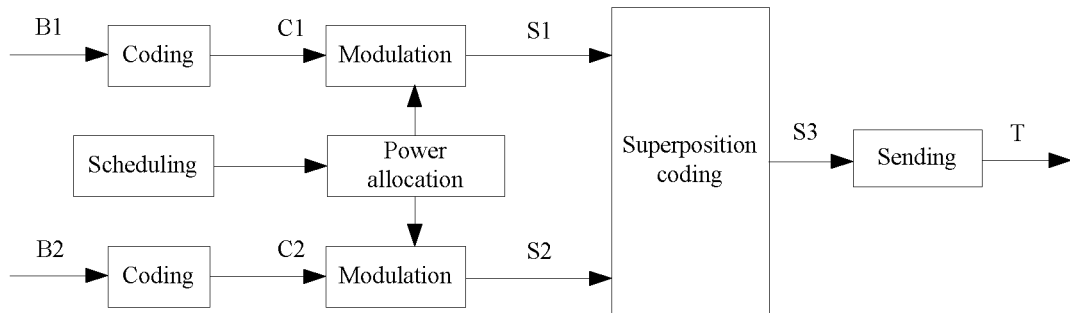 B1
Coding
C1
Modulation
S1
Scheduling
Power
allocation
Superposition
coding
S3
Sending
T
B2
Coding
C2
Modulation
S2